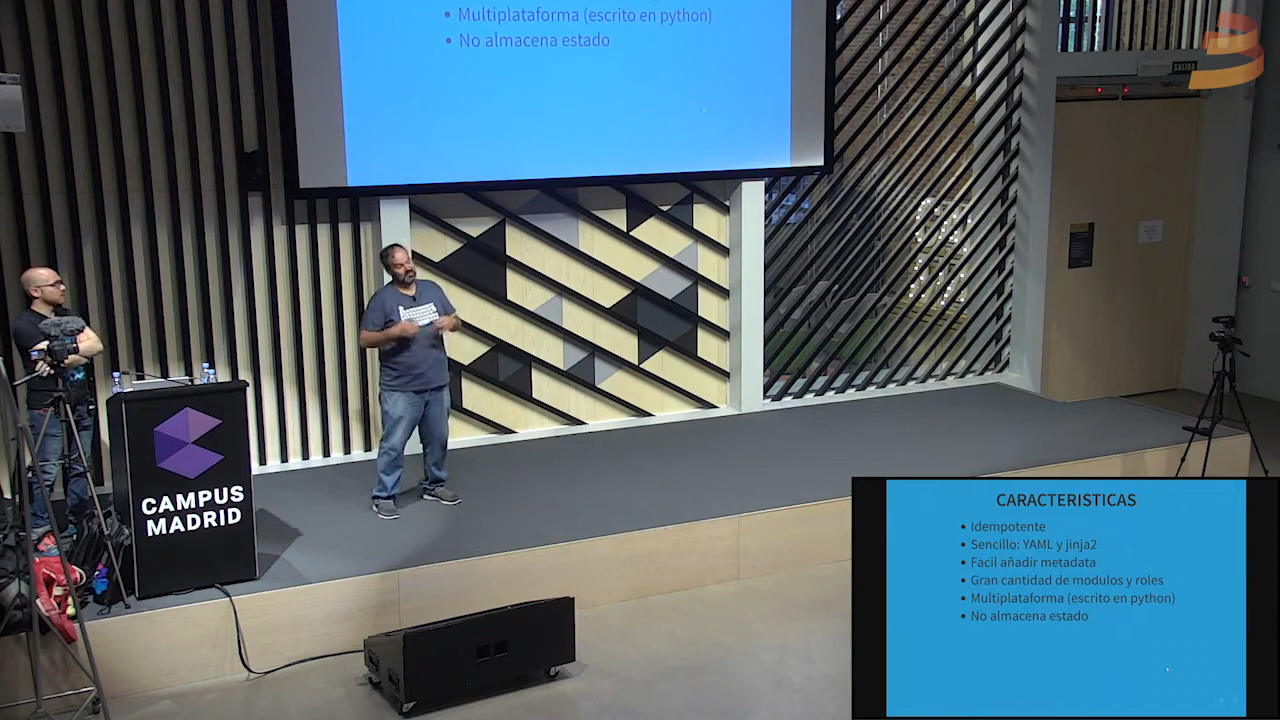 Multiplataforma (escrito en python)
No almacena estado
SALIDA
CAMPUS
MADRID
CARACTERISTICAS
Idempotente
Sencillo: YAML y jinja2
Facil añadir metadata
Gran cantidad de modulos y roles
Multiplataforma (escrito en python)
No almacena estado